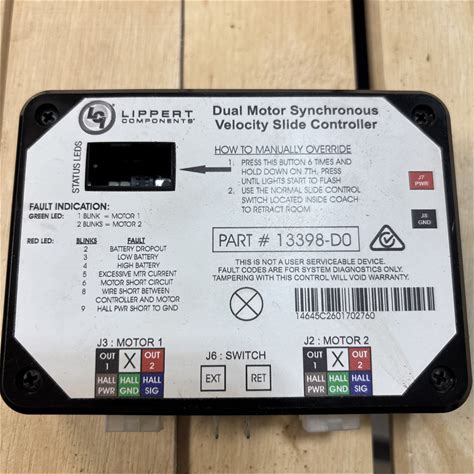 LCI LIPPERT COMPONENTS
Dual Motor Synchronous
Velocity Slide Controller
STATUS LEDS
HOW TO MANUALLY OVERRIDE
1. PRESS THIS BUTTON 6 TIMES AND
HOLD DOWN ON 7TH, PRESS
UNTIL LIGHTS START TO FLASH
2. USE THE NORMAL SLIDE CONTROL
SWITCH LOCATED INSIDE COACH
TO RETRACT ROOM
J7
PWR
J8
GND
FAULT INDICATION:
GREEN LED: 1 BLINK = MOTOR 1
2 BLINK = MOTOR 2
RED LED: BLINKS FAULT
2 BATTERY DROPOUT
3 LOW BATTERY
4 HIGH BATTERY
6 EXCESSIVE MTR CURRENT
6 MOTOR SHORT CIRCUIT
8 WIRE SHORT BETWEEN
CONTROLLER AND MOTOR
9 HALL PWR SHORT TO GND
PART # 13398-D0
THIS IS NOT A USER SERVICEABLE DEVICE.
FAULT CODES ARE FOR SYSTEM DIAGNOSTICS ONLY.
TAMPERING WITH THIS CONTROL WILL VOID WARRANTY.
14645C2601702760
J3 : MOTOR 1
OUT 1 X OUT 2
HALL PWR HALL GND HALL SIG
J6 : SWITCH
EXT RET
J2 : MOTOR 2
OUT 1 X OUT 2
HALL PWR HALL GND HALL SIG